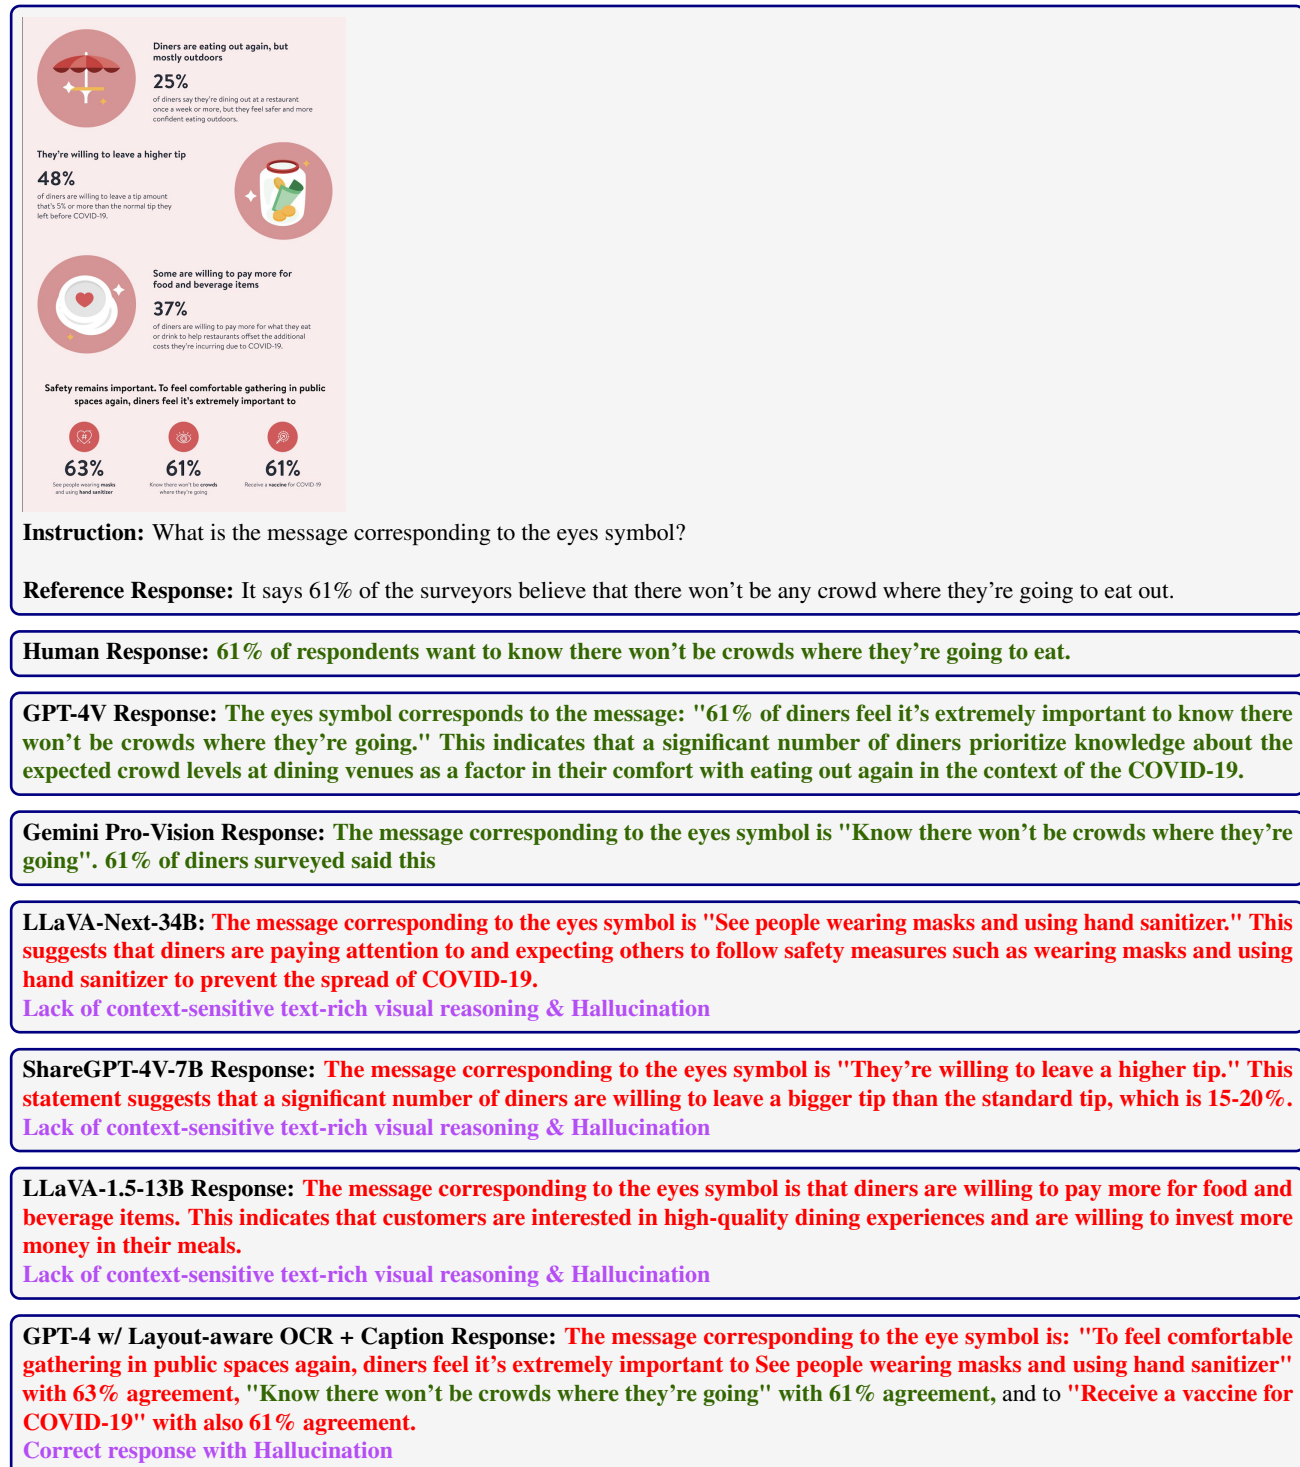 Diners are eating out again, but
mostly outdoors
25%
of diners say they're dining out at a restaurant
once a week or more, but they feel safer and more
confident eating outdoors.
They're willing to leave a higher tip
48%
of diners are willing to leave a tip amount
that's 5% or more than the normal tip they
left before COVID-19.
Some are willing to pay more for
food and beverage items
37%
of diners are willing to pay more for what they eat
or drink to help restaurants offset the additional
costs they're incurring due to COVID-19.
Safety remains important. To feel comfortable gathering in public
spaces again, diners feel it's extremely important to
#
63%
See people wearing masks
and using hand sanitizer
61%
Know there won't be crowds
where they're going
61%
Receive a vaccine for COVID-19
Instruction: What is the message corresponding to the eyes symbol?
Reference Response: It says 61% of the surveyors believe that there won't be any crowd where they're going to eat out.
Human Response: 61% of respondents want to know there won't be crowds where they're going to eat.
GPT-4V Response: The eyes symbol corresponds to the message: "61% of diners feel it's extremely important to know there
won't be crowds where they're going." This indicates that a significant number of diners prioritize knowledge about the
expected crowd levels at dining venues as a factor in their comfort with eating out again in the context of the COVID-19.
Gemini Pro-Vision Response: The message corresponding to the eyes symbol is "Know there won't be crowds where they're
going". 61% of diners surveyed said this
LLaVA-Next-34B: The message corresponding to the eyes symbol is "See people wearing masks and using hand sanitizer." This
suggests that diners are paying attention to and expecting others to follow safety measures such as wearing masks and using
hand sanitizer to prevent the spread of COVID-19.
Lack of context-sensitive text-rich visual reasoning & Hallucination
ShareGPT-4V-7B Response: The message corresponding to the eyes symbol is "They're willing to leave a higher tip." This
statement suggests that a significant number of diners are willing to leave a bigger tip than the standard tip, which is 15-20%.
Lack of context-sensitive text-rich visual reasoning & Hallucination
LLaVA-1.5-13B Response: The message corresponding to the eyes symbol is that diners are willing to pay more for food and
beverage items. This indicates that customers are interested in high-quality dining experiences and are willing to invest more
money in their meals.
Lack of context-sensitive text-rich visual reasoning & Hallucination
GPT-4 w/ Layout-aware OCR + Caption Response: The message corresponding to the eye symbol is: "To feel comfortable
gathering in public spaces again, diners feel it's extremely important to See people wearing masks and using hand sanitizer"
with 63% agreement, "Know there won't be crowds where they're going" with 61% agreement, and to "Receive a vaccine for
COVID-19" with also 61% agreement.
Correct response with Hallucination